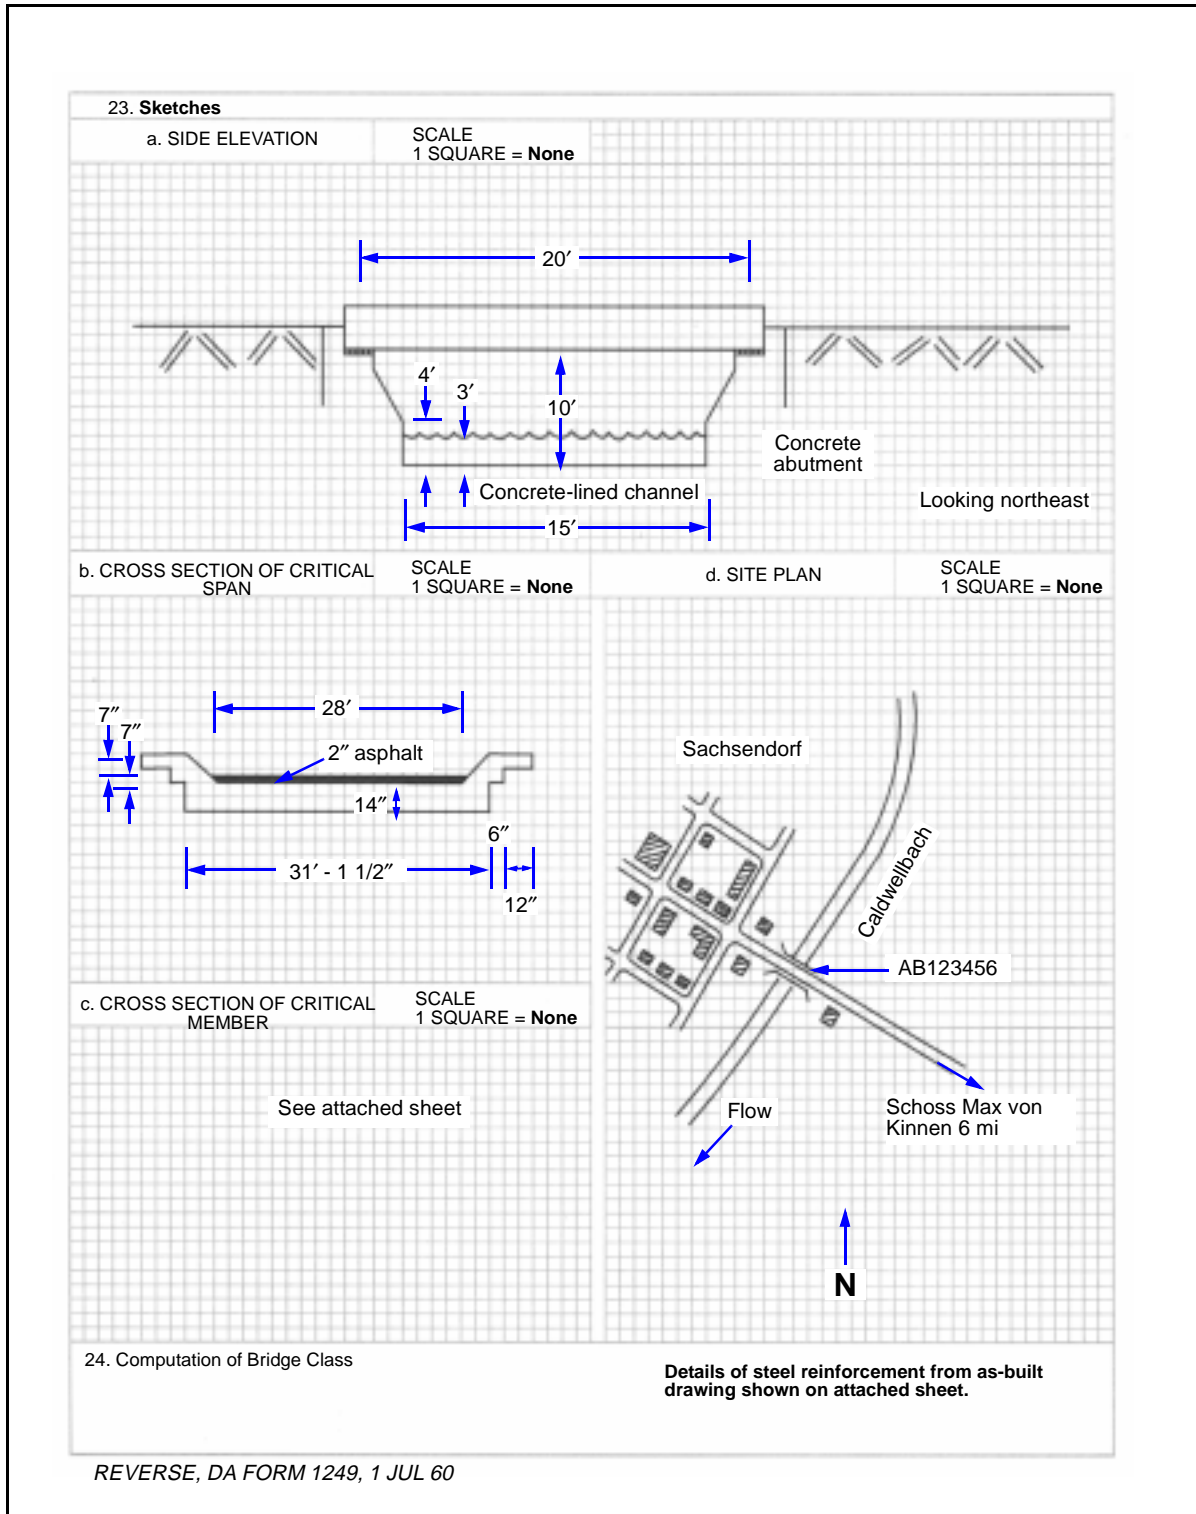 23. Sketches
a. SIDE ELEVATION
SCALE
1 SQUARE = None
20′
4′
3′
10′
Concrete
abutment
Concrete-lined channel
Looking northeast
15′
b. CROSS SECTION OF CRITICAL
SPAN
SCALE
1 SQUARE = None
28′
7″
7″
2″ asphalt
14″
6″
31′ - 1 1/2″
12″
c. CROSS SECTION OF CRITICAL
MEMBER
SCALE
1 SQUARE = None
See attached sheet
d. SITE PLAN
SCALE
1 SQUARE = None
Sachsendorf
Caldwellbach
AB123456
Flow
Schoss Max von
Kinnen 6 mi
N
24. Computation of Bridge Class
Details of steel reinforcement from as-built
drawing shown on attached sheet.
REVERSE, DA FORM 1249, 1 JUL 60